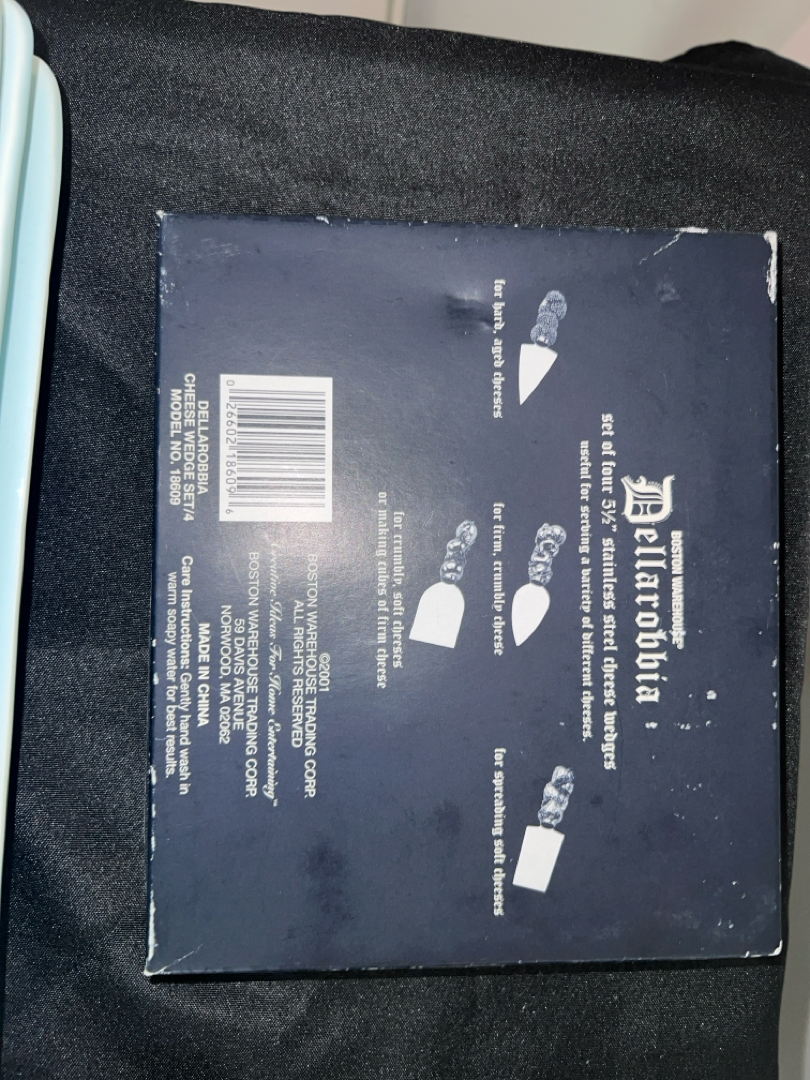 BOSTON WAREHOUSE®
Dellarobbia
set of four 5½" stainless steel cheese wedges
useful for serving a variety of different cheeses.
for hard, aged cheeses
for firm, crumbly cheese
for spreading soft cheeses
for crumbly, soft cheeses
or making cubes of firm cheese
0 26602 18609 6
DELLAROBBIA
CHEESE WEDGE SET/4
MODEL NO. 18609
©2001
BOSTON WAREHOUSE TRADING CORP.
ALL RIGHTS RESERVED
Creative Ideas For Home Entertaining™
BOSTON WAREHOUSE TRADING CORP.
59 DAVIS AVENUE
NORWOOD, MA 02062
MADE IN CHINA
Care Instructions: Gently hand wash in
warm soapy water for best results.